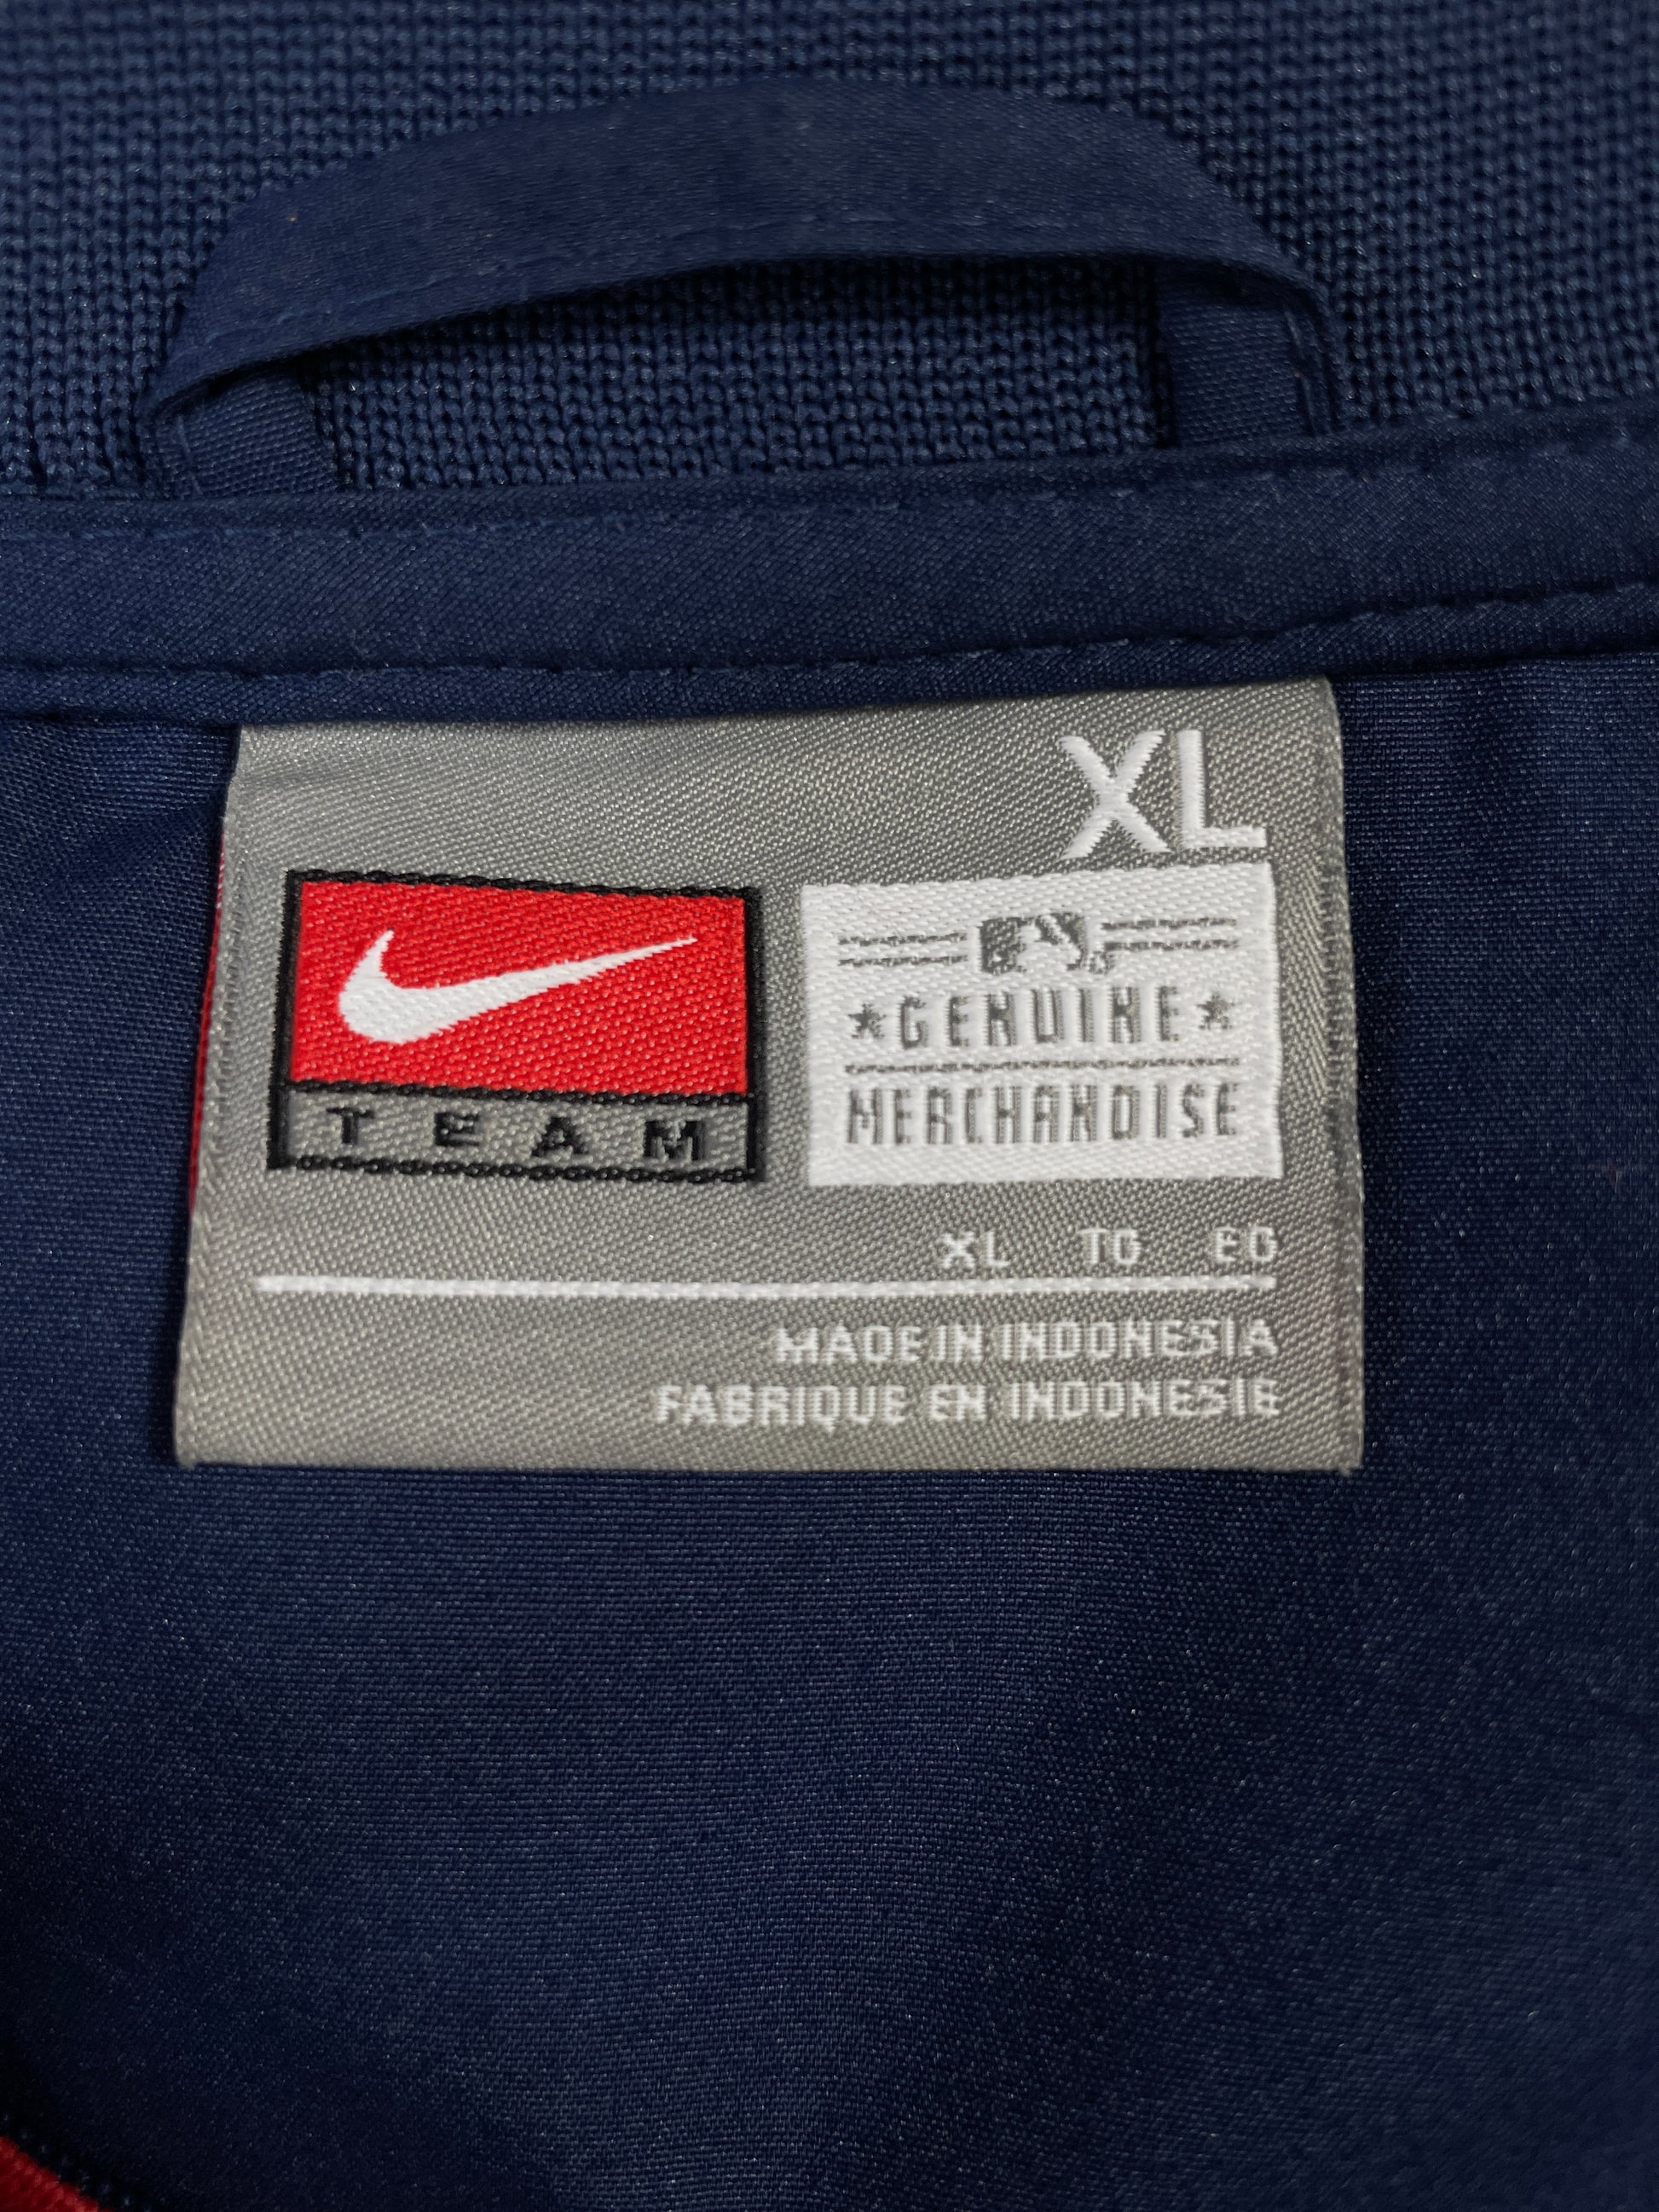 XL
TEAM
GENUINE
MERCHANDISE
XL TG EG
MADE IN INDONESIA
FABRIQUE EN INDONESIE